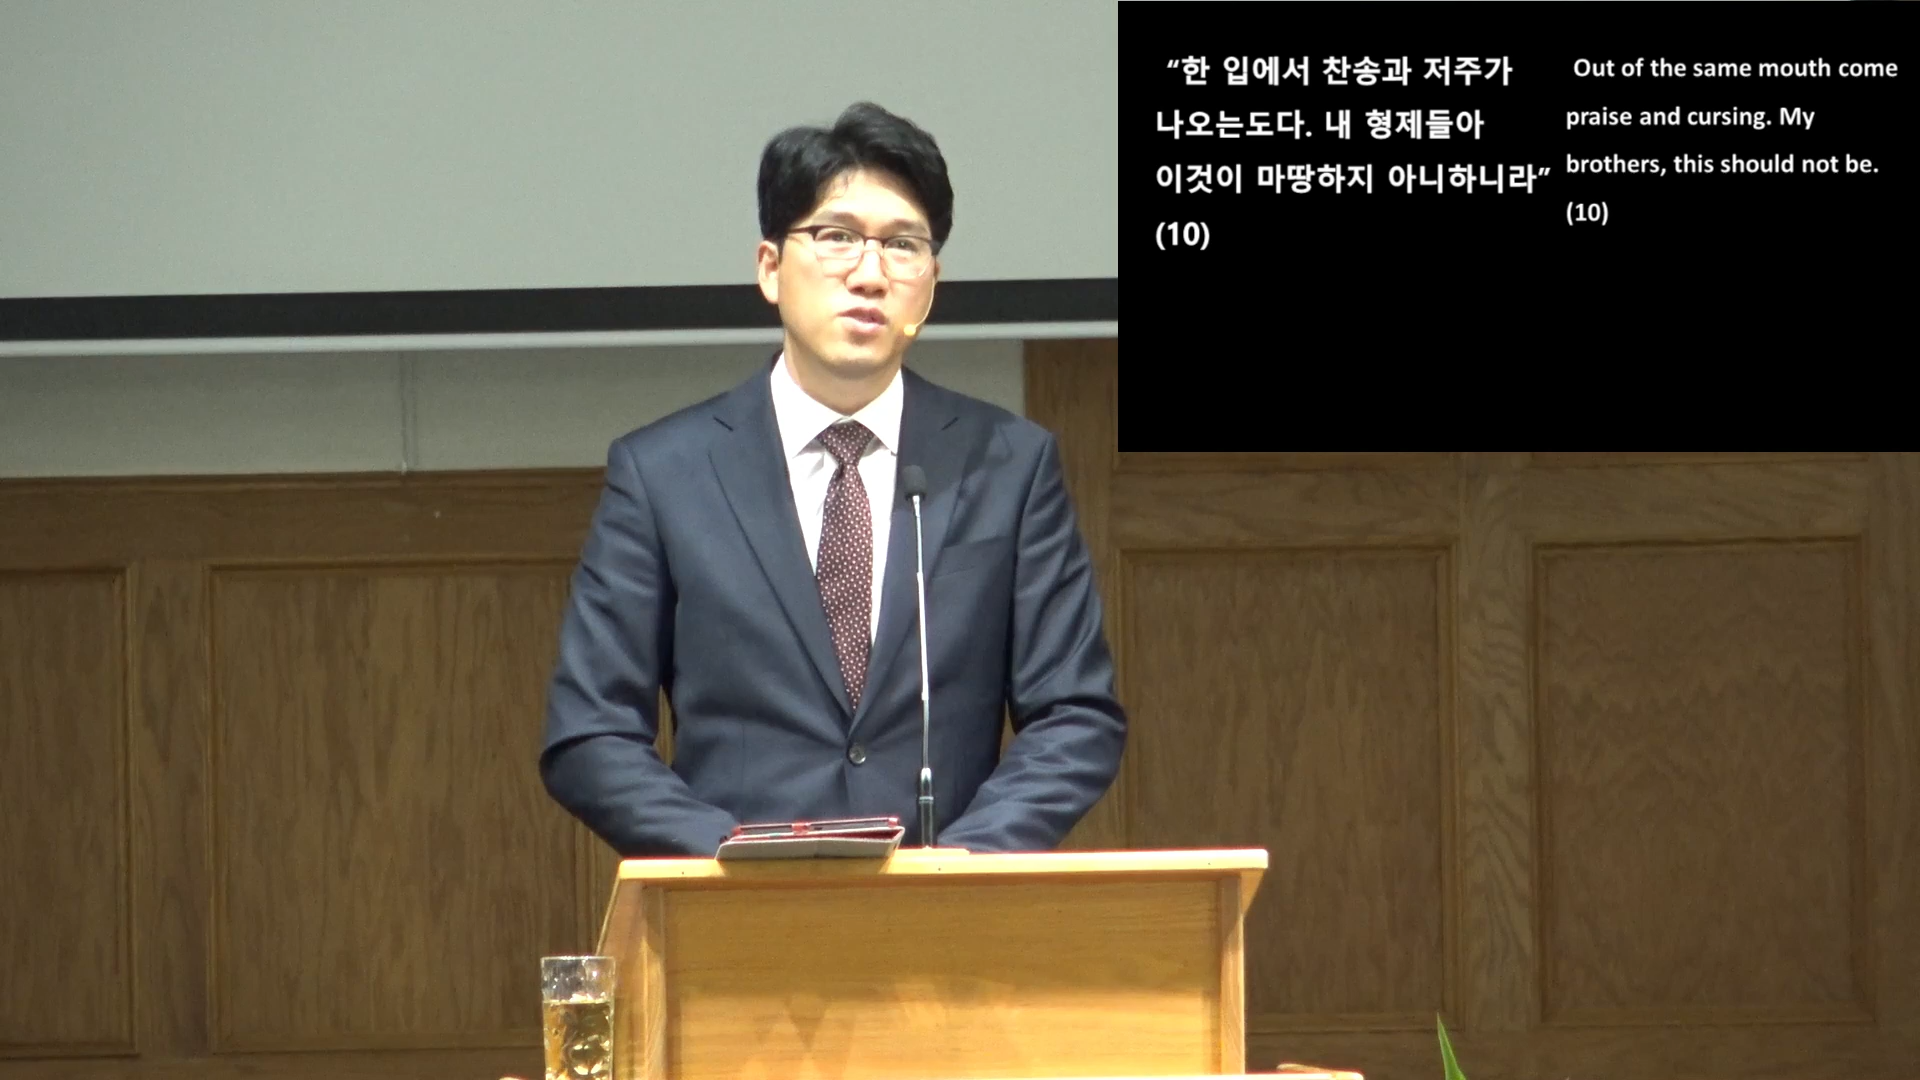 “한 입에서 찬송과 저주가
나오는도다. 내 형제들아
이것이 마땅하지 아니하니라”
(10)
Out of the same mouth come
praise and cursing. My
brothers, this should not be.
(10)